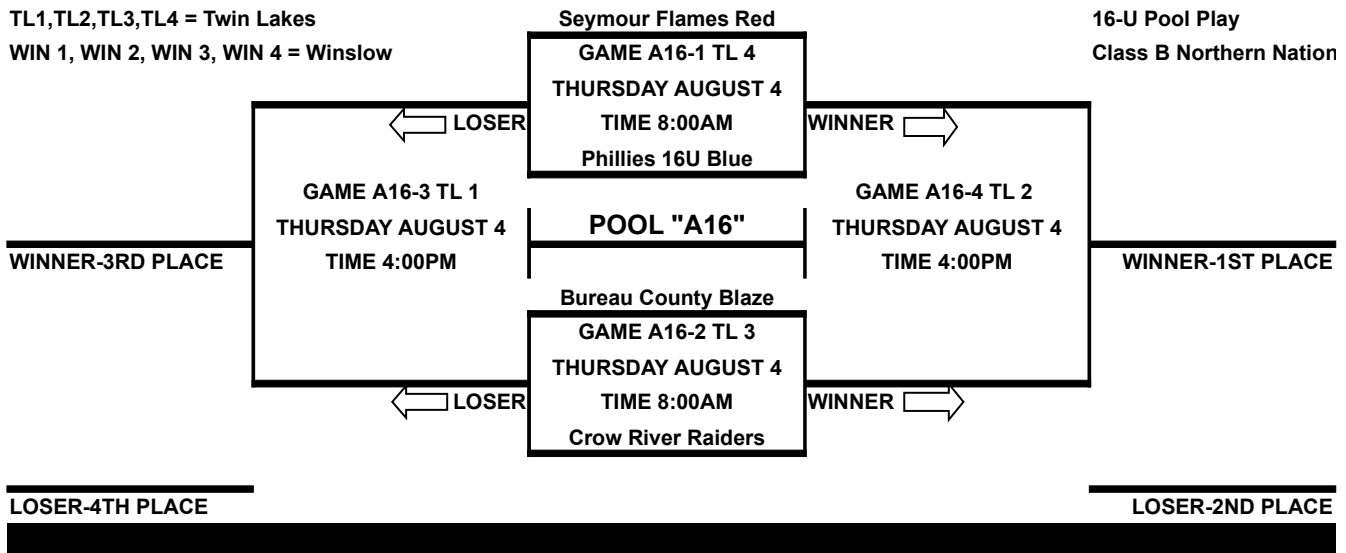 TL1,TL2,TL3,TL4 = Twin Lakes
Seymour Flames Red
16-U Pool Play
WIN 1, WIN 2, WIN 3, WIN 4 = Winslow
GAME A16-1 TL 4
Class B Northern Nation
THURSDAY AUGUST 4
LOSER
TIME 8:00AM
WINNER
Phillies 16U Blue
GAME A16-3 TL 1
GAME A16-4 TL 2
THURSDAY AUGUST 4
POOL "A16"
THURSDAY AUGUST 4
WINNER-3RD PLACE
TIME 4:00PM
TIME 4:00PM
WINNER-1ST PLACE
Bureau County Blaze
GAME A16-2 TL 3
THURSDAY AUGUST 4
LOSER
TIME 8:00AM
WINNER
Crow River Raiders
LOSER-4TH PLACE
LOSER-2ND PLACE